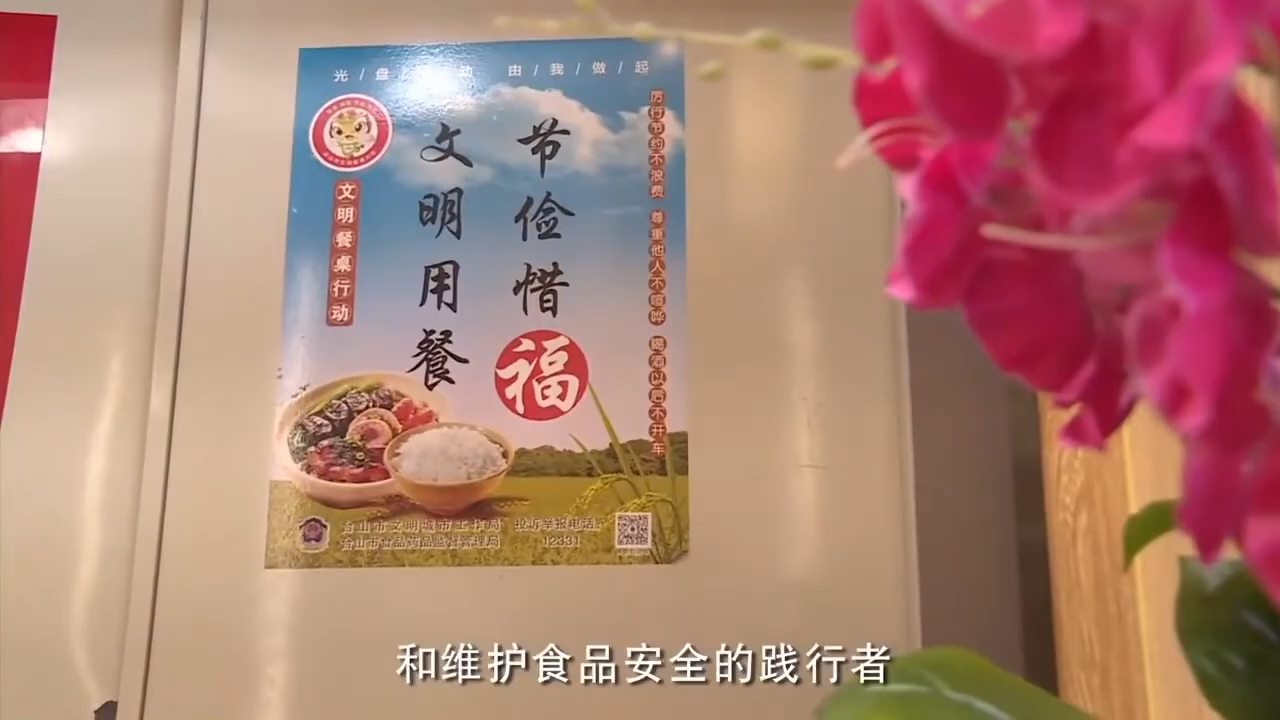 光/盘/行/动 由/我/做/起
节俭惜福
文明用餐
文明餐桌行动
厉行节约不浪费 尊重他人不喧哗 喝酒以后不开车
台山市文明城市工作局
台山市食品药品监督管理局
投诉举报电话:
12331
和维护食品安全的践行者